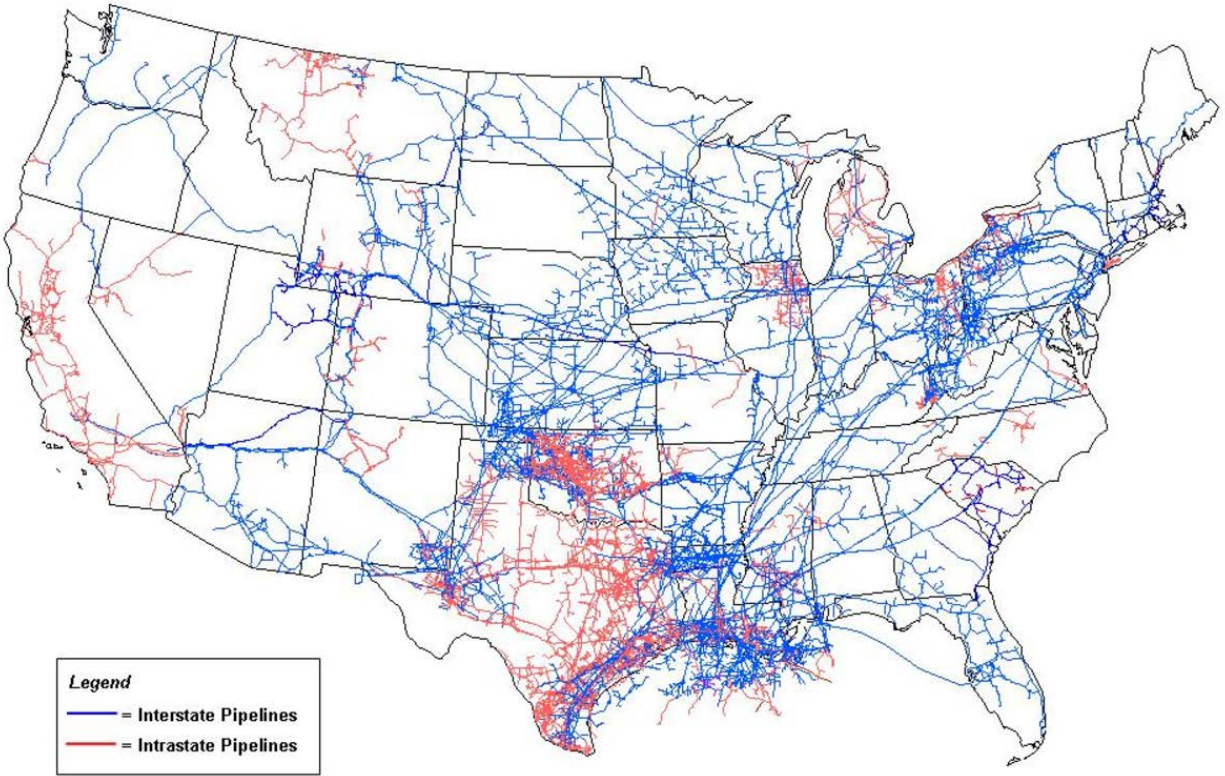 Legend
= Interstate Pipelines
= Intrastate Pipelines